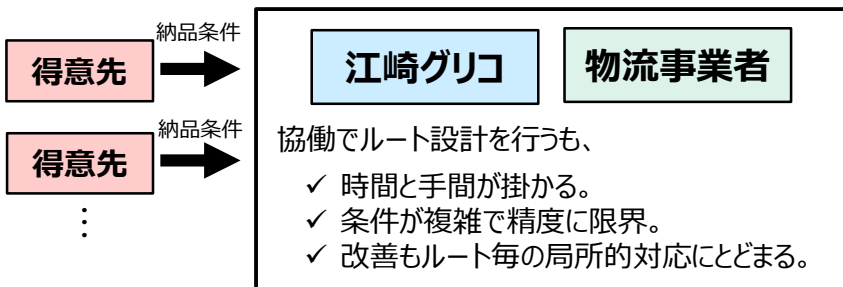 納品条件
得意先
納品条件
得意先
⋮
江崎グリコ
物流事業者
協働でルート設計を行うも、
✓ 時間と手間が掛かる。
✓ 条件が複雑で精度に限界。
✓ 改善もルート毎の局所的対応にとどまる。